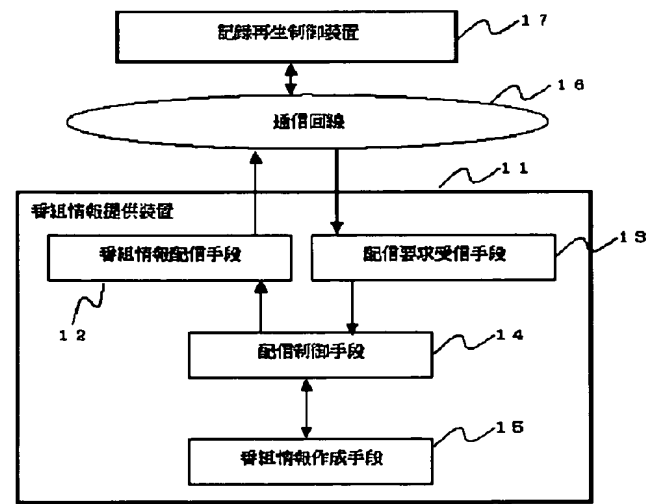 記録再生制御装置
17
16
通信回線
11
番組情報提供装置
番組情報配信手段
配信要求受信手段
13
12
配信制御手段
14
番組情報作成手段
15